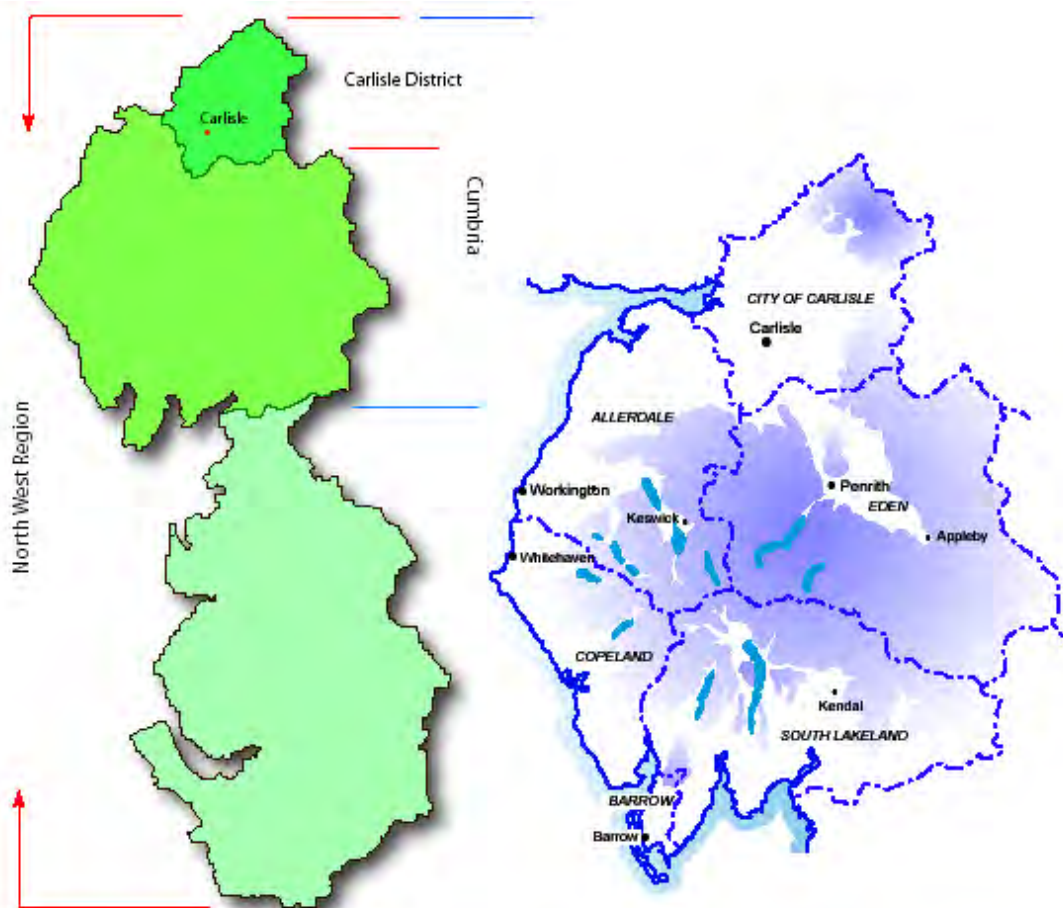 Carlisle District
Carlisle
Cumbria
North West Region
CITY OF CARLISLE
Carlisle
ALLERDALE
Workington
Penrith
EDEN
Keswick
Appleby
Whitehaven
COPELAND
Kendal
SOUTH LAKELAND
BARROW
Barrow